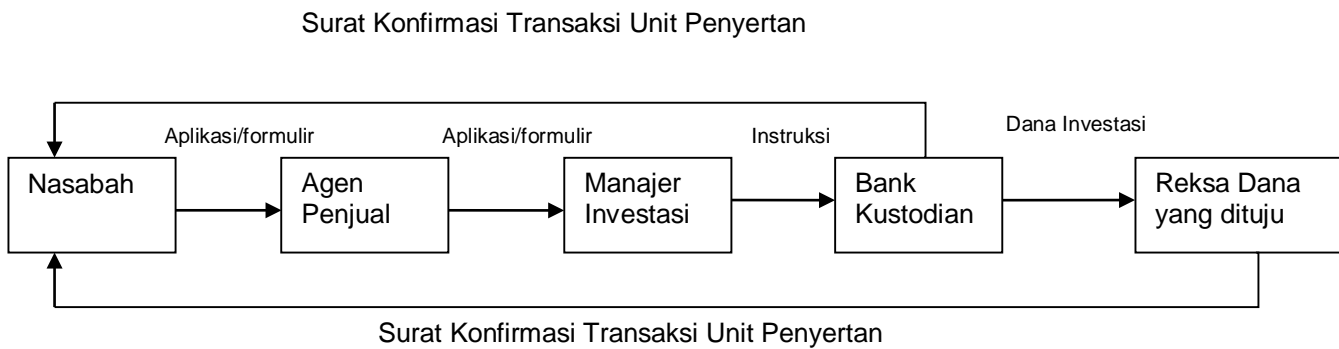 Surat Konfirmasi Transaksi Unit Penyertan
Aplikasi/formulir
Aplikasi/formulir
Instruksi
Dana Investasi
Nasabah
Agen
Penjual
Manajer
Investasi
Bank
Kustodian
Reksa Dana
yang dituju
Surat Konfirmasi Transaksi Unit Penyertan